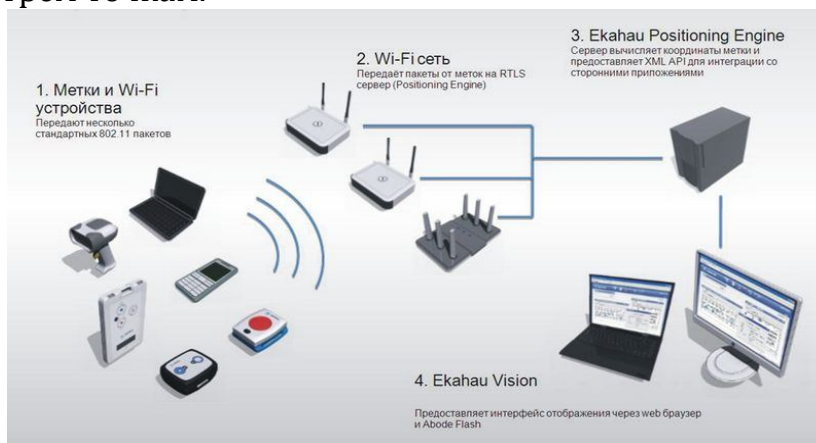 1. Метки и Wi-Fi
устройства
Передают несколько
стандартных 802.11 пакетов
2. Wi-Fi сеть
Передаёт пакеты от меток на RTLS
сервер (Positioning Engine)
3. Ekahau Positioning Engine
Сервер вычисляет координаты метки и
предоставляет XML API для интеграции со
сторонними приложениями
4. Ekahau Vision
Предоставляет интерфейс отображения через web браузер
и Abode Flash